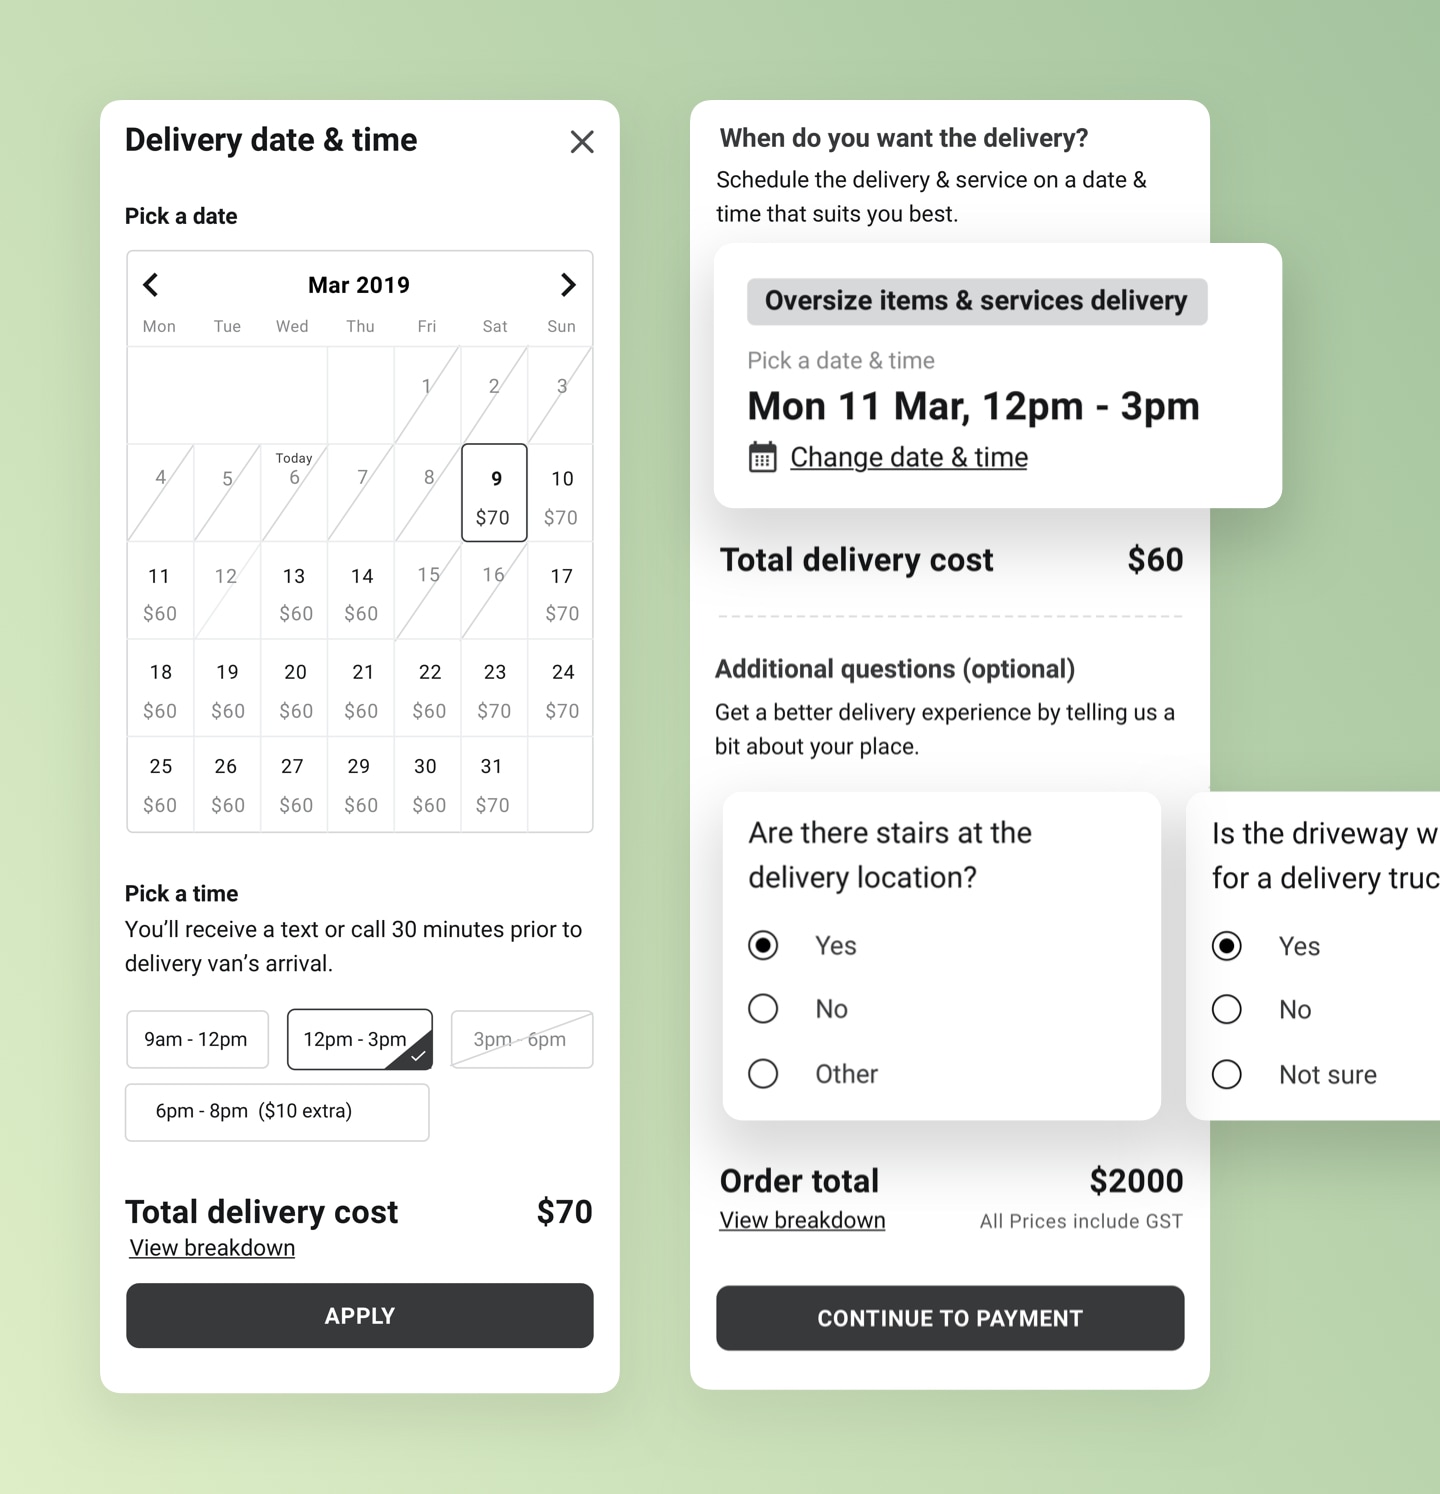 Delivery date & time
Pick a date
Mar 2019
Mon Tue Wed Thu Fri Sat Sun
1 2 3
Today
4 5 6 7 8 9 10
$70 $70
11 12 13 14 15 16 17
$60 $60 $60 $70
18 19 20 21 22 23 24
$60 $60 $60 $60 $60 $70 $70
25 26 27 29 30 31
$60 $60 $60 $60 $60 $70
Pick a time
You’ll receive a text or call 30 minutes prior to
delivery van’s arrival.
9am - 12pm 12pm - 3pm 3pm - 6pm
6pm - 8pm ($10 extra)
Total delivery cost $70
View breakdown
APPLY
When do you want the delivery?
Schedule the delivery & service on a date &
time that suits you best.
Oversize items & services delivery
Pick a date & time
Mon 11 Mar, 12pm - 3pm
Change date & time
Total delivery cost $60
Additional questions (optional)
Get a better delivery experience by telling us a
bit about your place.
Are there stairs at the
delivery location?
Yes
No
Other
Is the driveway w
for a delivery truc
Yes
No
Not sure
Order total $2000
View breakdown All Prices include GST
CONTINUE TO PAYMENT